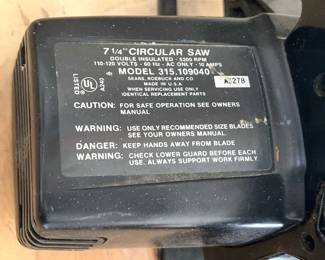 7 1/4" CIRCULAR SAW
DOUBLE INSULATED - 5200 RPM
110-120 VOLTS - 60 Hz - AC ONLY - 10 AMPS
MODEL 315.109040
SEARS, ROEBUCK AND CO
MADE IN U.S.A.
WHEN SERVICING USE ONLY
IDENTICAL REPLACEMENT PARTS
LISTED
UL
A240
CAUTION: FOR SAFE OPERATION SEE OWNERS
MANUAL
WARNING: USE ONLY RECOMMENDED SIZE BLADES
SEE YOUR OWNERS MANUAL.
DANGER: KEEP HANDS AWAY FROM BLADE
WARNING: CHECK LOWER GUARD BEFORE EACH
USE. ALWAYS SUPPORT WORK FIRMLY